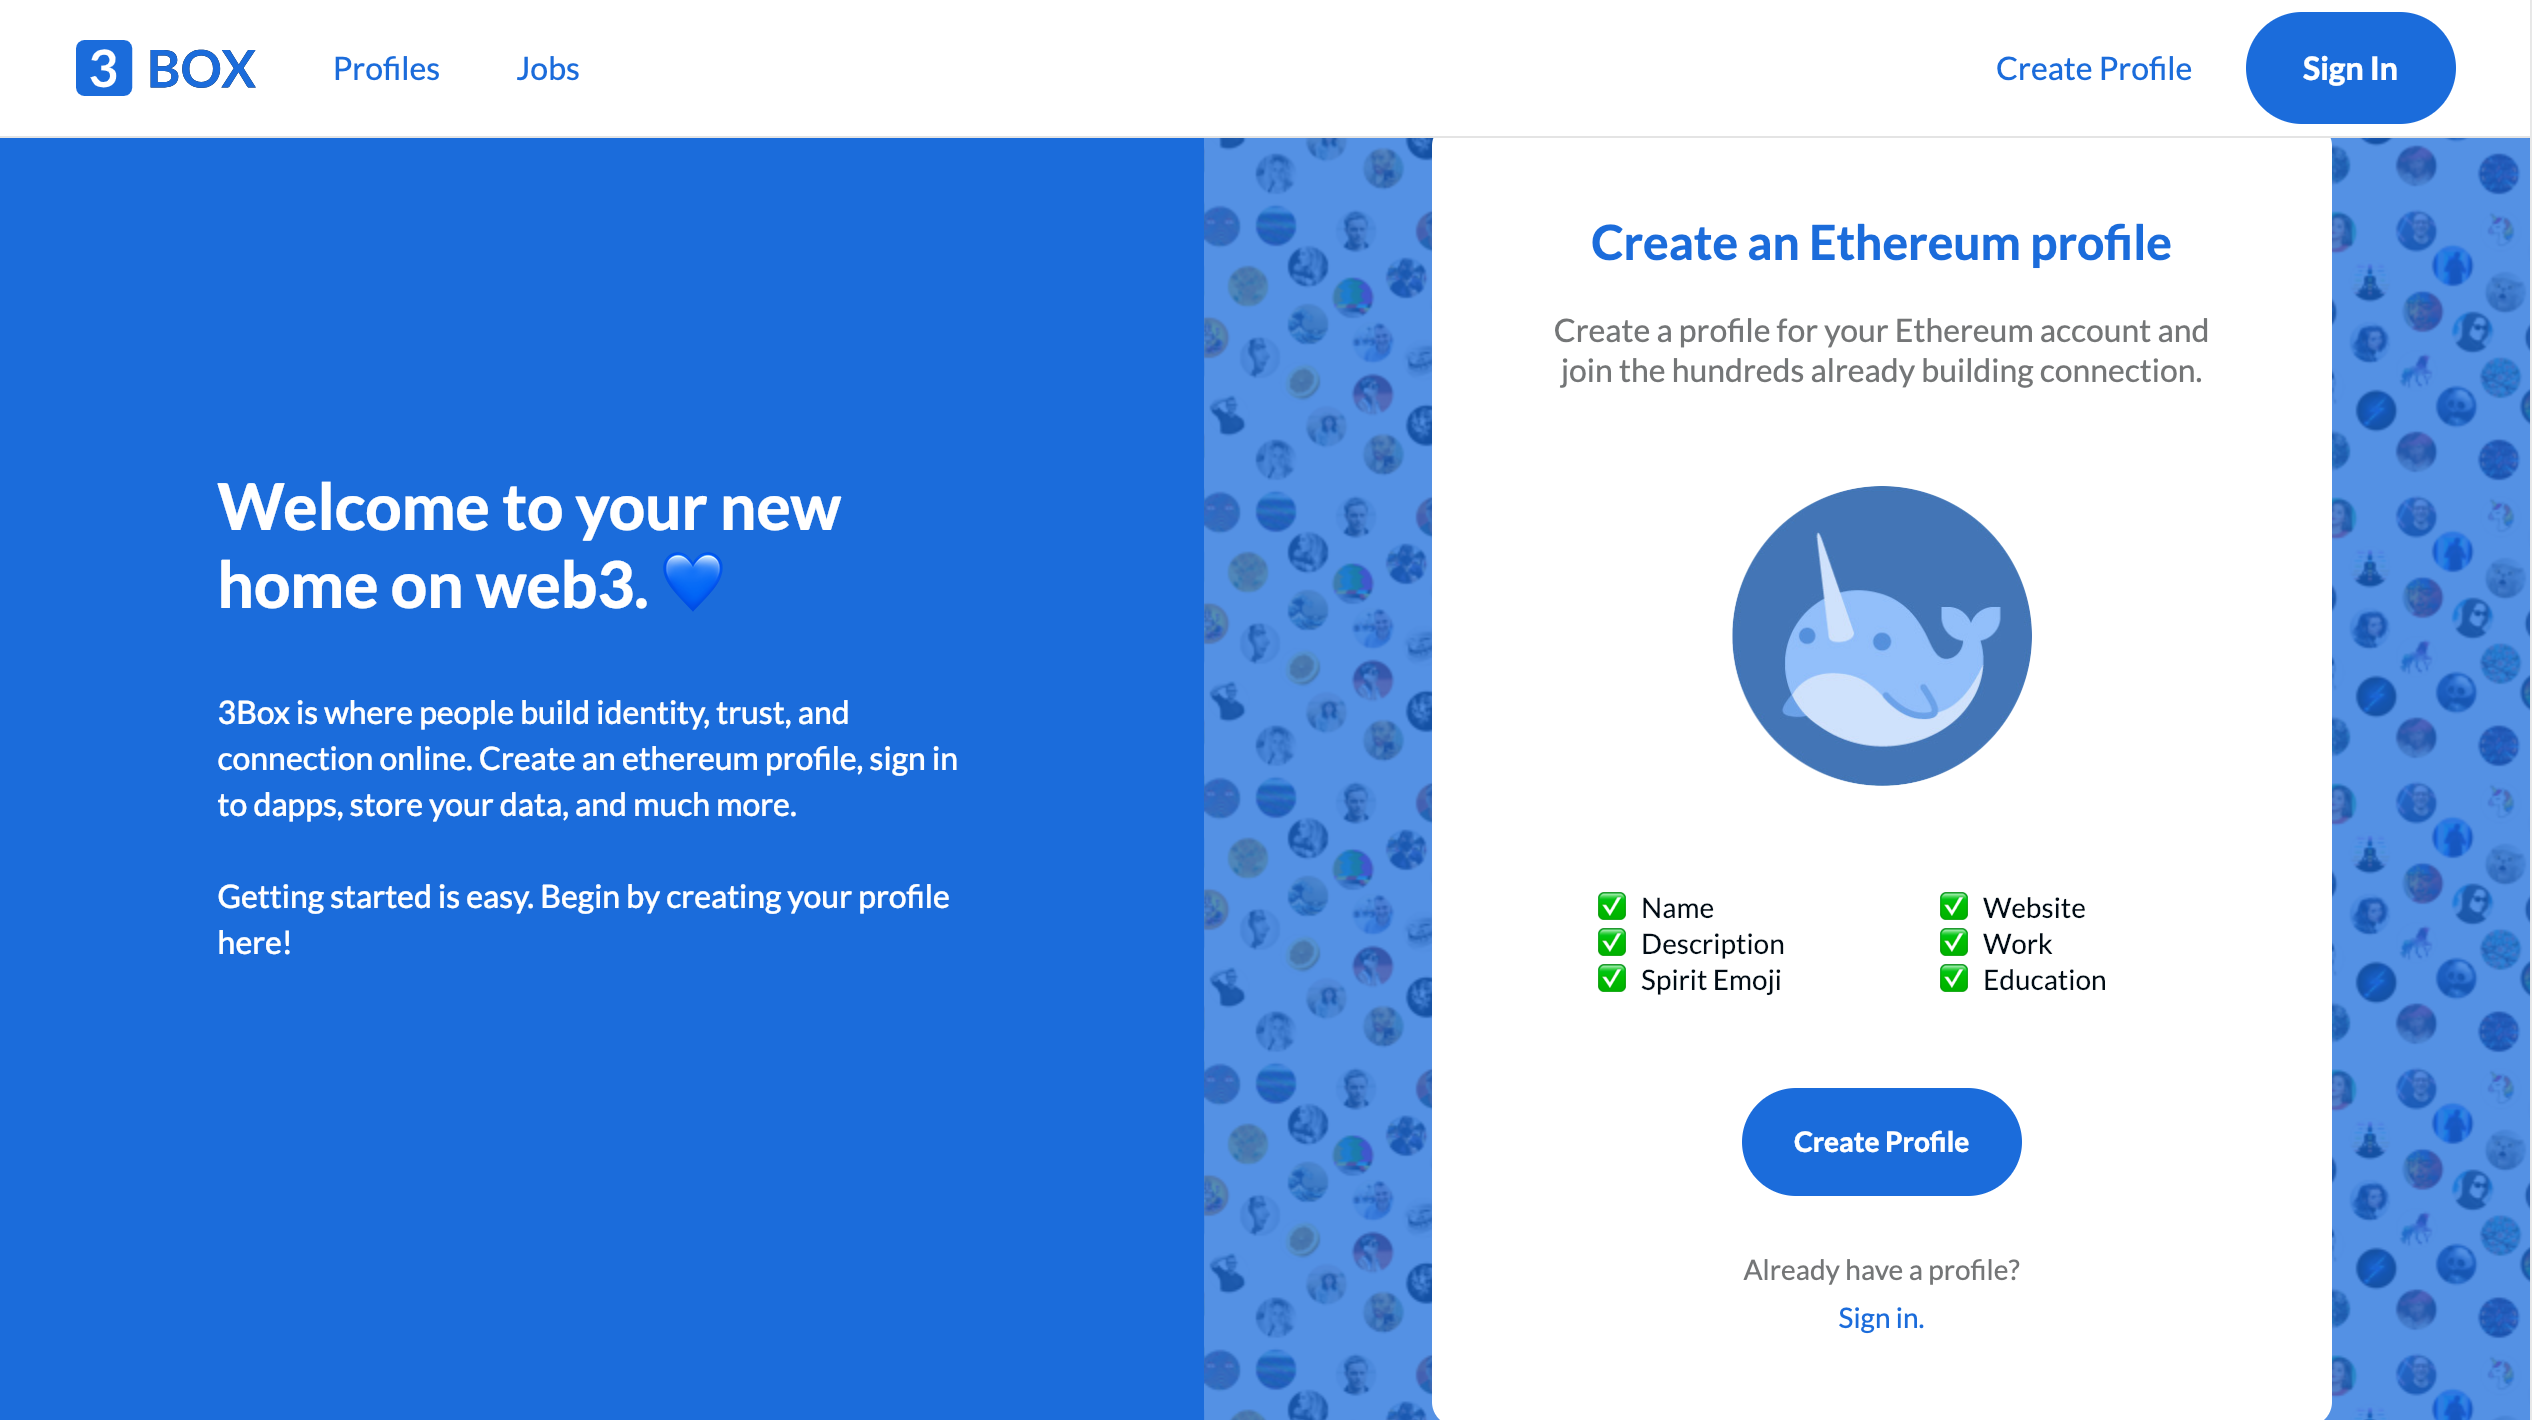 3 BOX
Profiles
Jobs
Create Profile
Sign In
Welcome to your new
home on web3. 💙
3Box is where people build identity, trust, and
connection online. Create an ethereum profile, sign in
to dapps, store your data, and much more.
Getting started is easy. Begin by creating your profile
here!
Create an Ethereum profile
Create a profile for your Ethereum account and
join the hundreds already building connection.
✅ Name
✅ Description
✅ Spirit Emoji
✅ Website
✅ Work
✅ Education
Create Profile
Already have a profile?
Sign in.